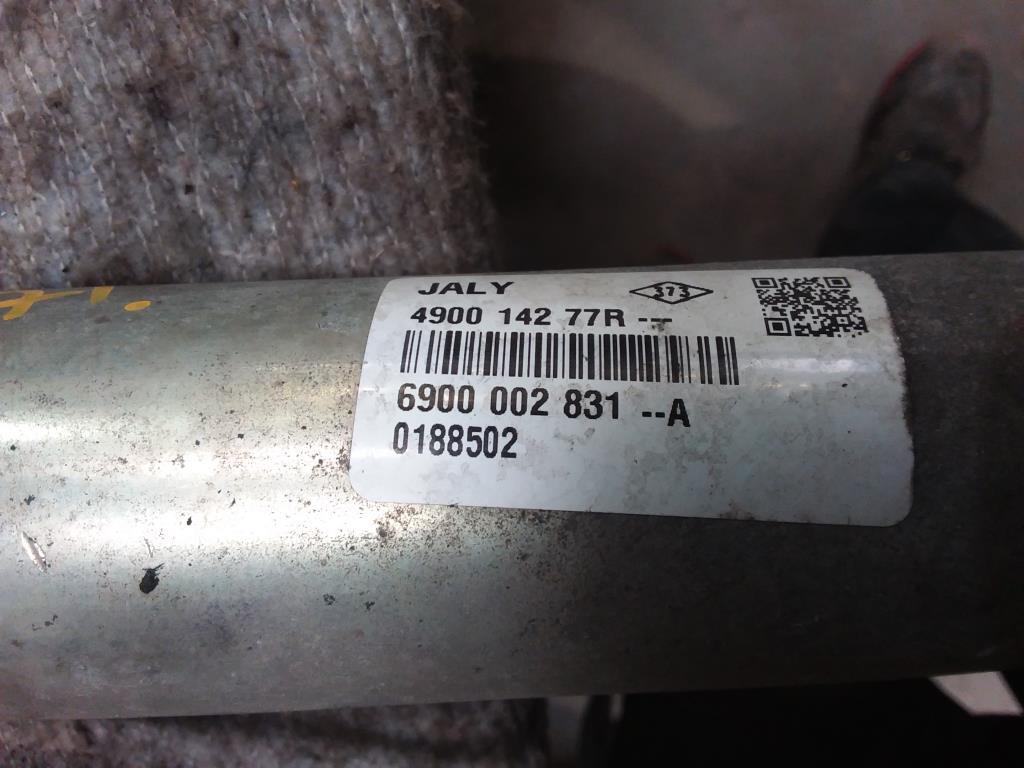 JALY 373
4900 142 77R ---
6900 002 831 --A
0188502